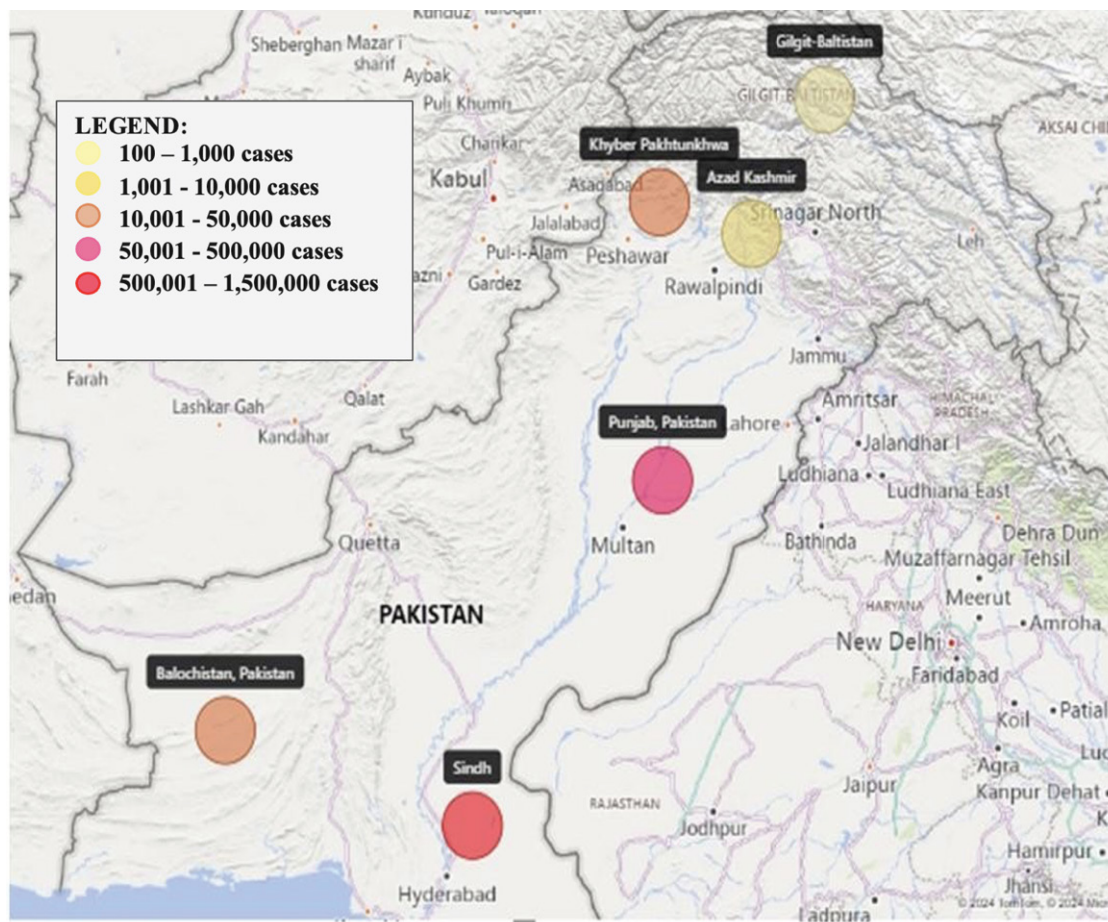 Kunduz
Sheberghan
Mazar i
sharif
Aybak
Puli Khumri
Charikar
Kabul
Asadabad
Jalalabad
Pul-i-Alam
Gardez
Gilgit-Baltistan
GILGIT-BALTISTAN
AKSAI CHI
Khyber Pakhtunkhwa
Azad Kashmir
Srinagar North
Leh
Peshawar
Rawalpindi
LEGEND:
100 – 1,000 cases
1,001 - 10,000 cases
10,001 - 50,000 cases
50,001 - 500,000 cases
500,001 – 1,500,000 cases
azni
Farah
Lashkar Gah
Qalat
Kandahar
Jammu
HIMACHAL
PRADESH
Amritsar
Punjab, Pakistan
ahore
Jalandhar I
Ludhiana
Ludhiana East
Multan
Bathinda
Dehra Dun
Muzaffarnagar Tehsil
Quetta
edan
PAKISTAN
HARYANA
Meerut
Amroha
New Delhi
Faridabad
Balochistan, Pakistan
Koil
Patial
Sindh
Agra
Luc
RAJASTHAN
Jaipur
Kanpur Dehat
K
Jodhpur
Hamirpur
Hyderabad
Jhansi
Ladpura
© 2024 TomTom, © 2024 Micr